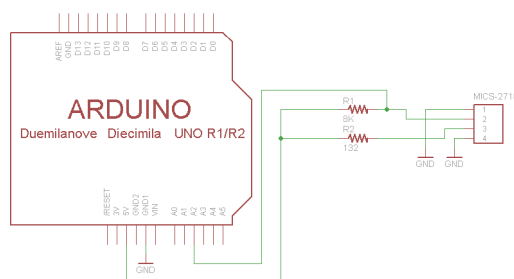 AREF GND D13 D12 D11 D10 D9 D8 D7 D6 D5 D4 D3 D2 D1 D0
ARDUINO
Duemilanove Diecimila UNO R1/R2
/RESET 3V 5V GND2 GND1 VIN A0 A1 A2 A3 A4 A5
GND
R1
8K
R2
132
MICS-271
1
2
3
4
GND GND